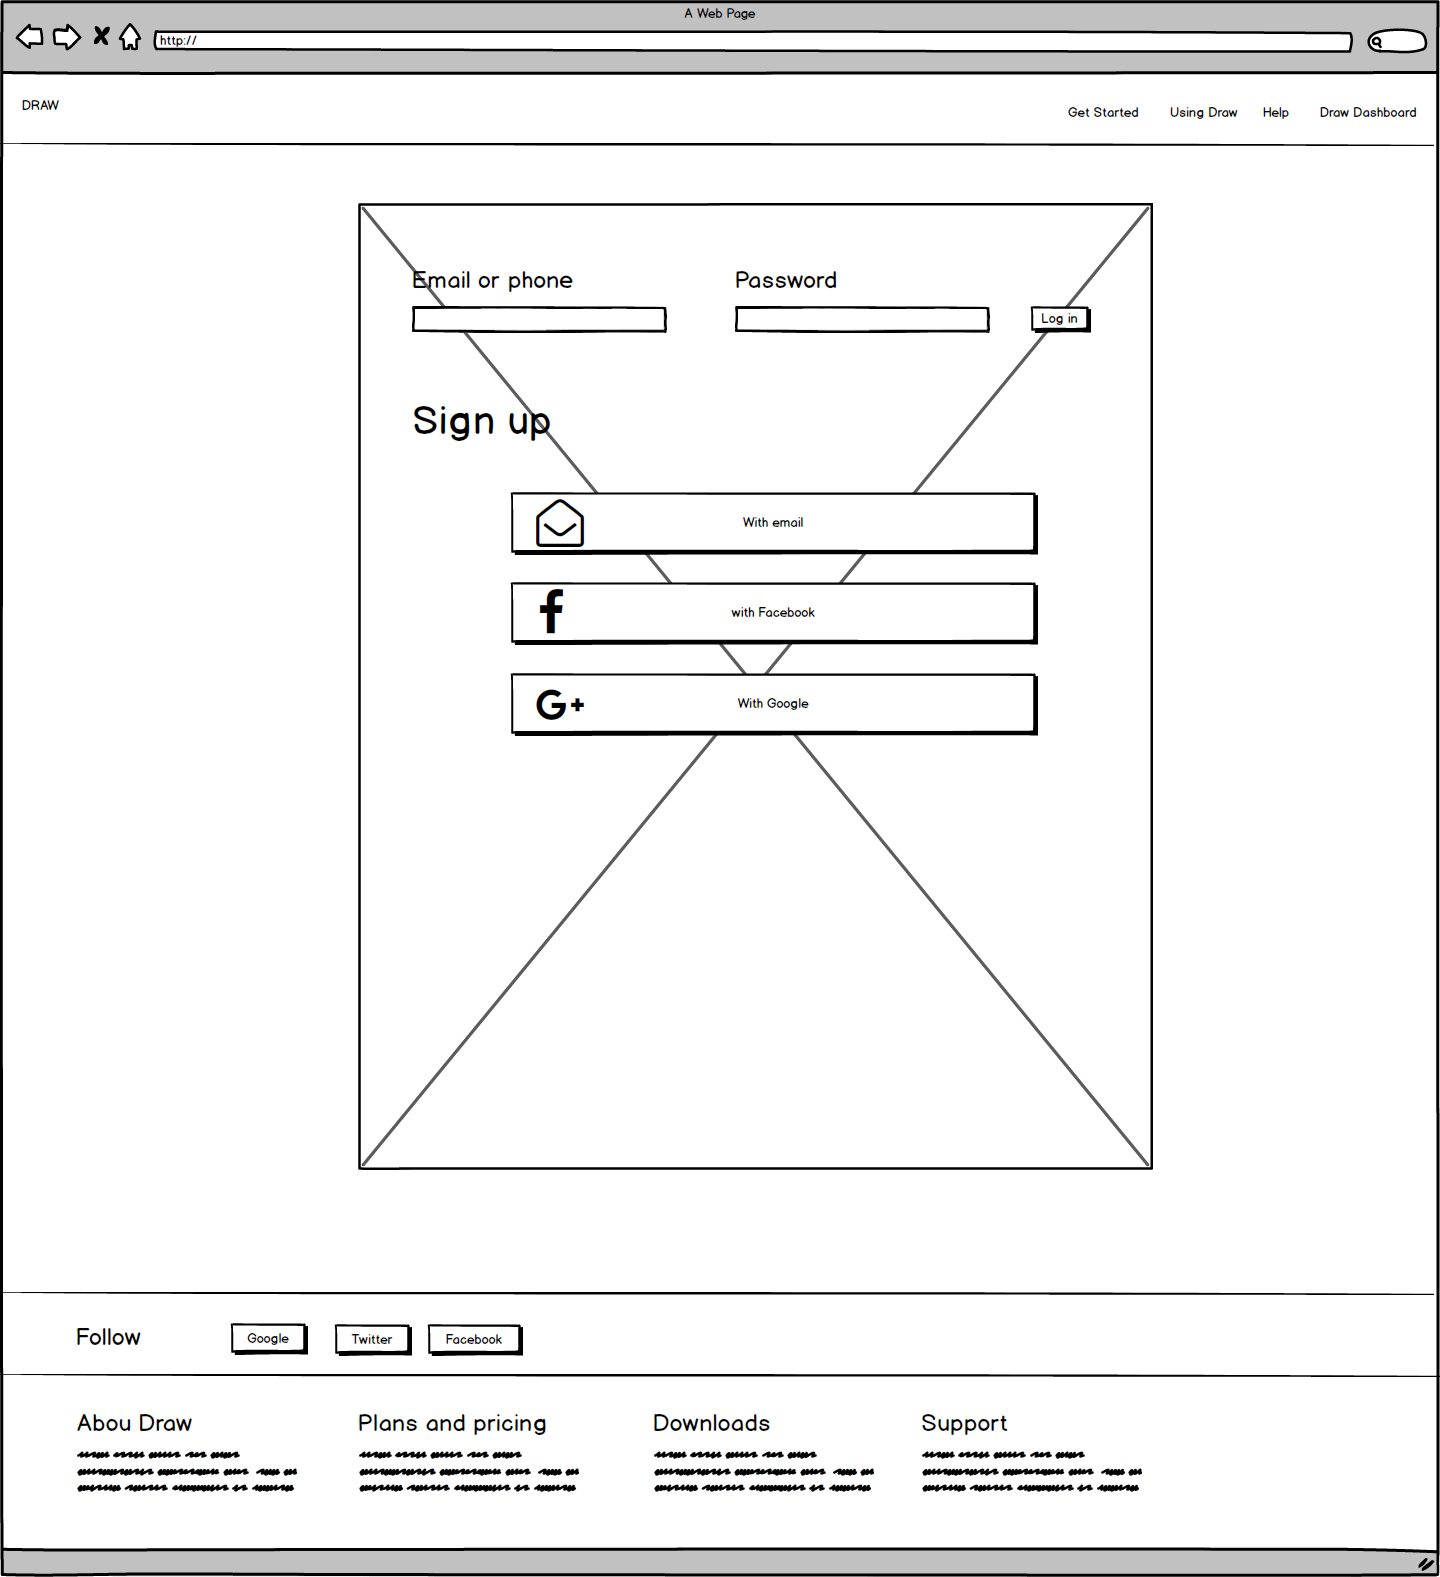 A Web Page
http://
DRAW
Get Started Using Draw Help Draw Dashboard
Email or phone Password
Log in
Sign up
With email
with Facebook
G+ With Google
Follow Google Twitter Facebook
Abou Draw Plans and pricing Downloads Support